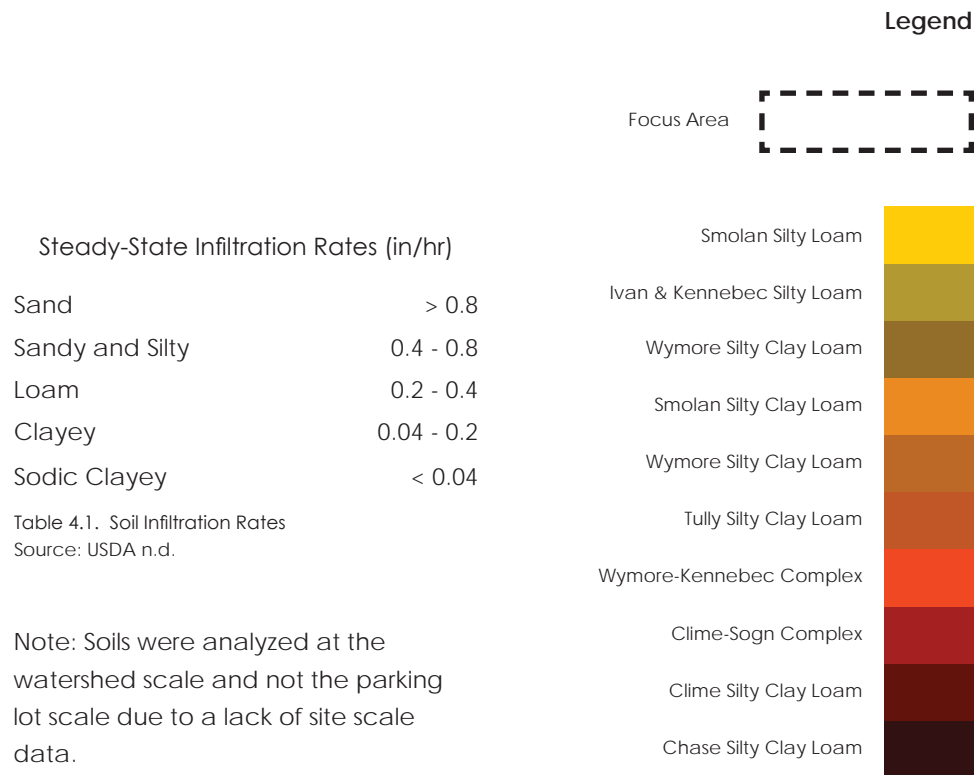 Legend
Focus Area
Steady-State Infiltration Rates (in/hr)
Sand > 0.8
Sandy and Silty 0.4 - 0.8
Loam 0.2 - 0.4
Clayey 0.04 - 0.2
Sodic Clayey < 0.04
Table 4.1. Soil Infiltration Rates
Source: USDA n.d.
Note: Soils were analyzed at the
watershed scale and not the parking
lot scale due to a lack of site scale
data.
Smolan Silty Loam
Ivan & Kennebec Silty Loam
Wymore Silty Clay Loam
Smolan Silty Clay Loam
Wymore Silty Clay Loam
Tully Silty Clay Loam
Wymore-Kennebec Complex
Clime-Sogn Complex
Clime Silty Clay Loam
Chase Silty Clay Loam